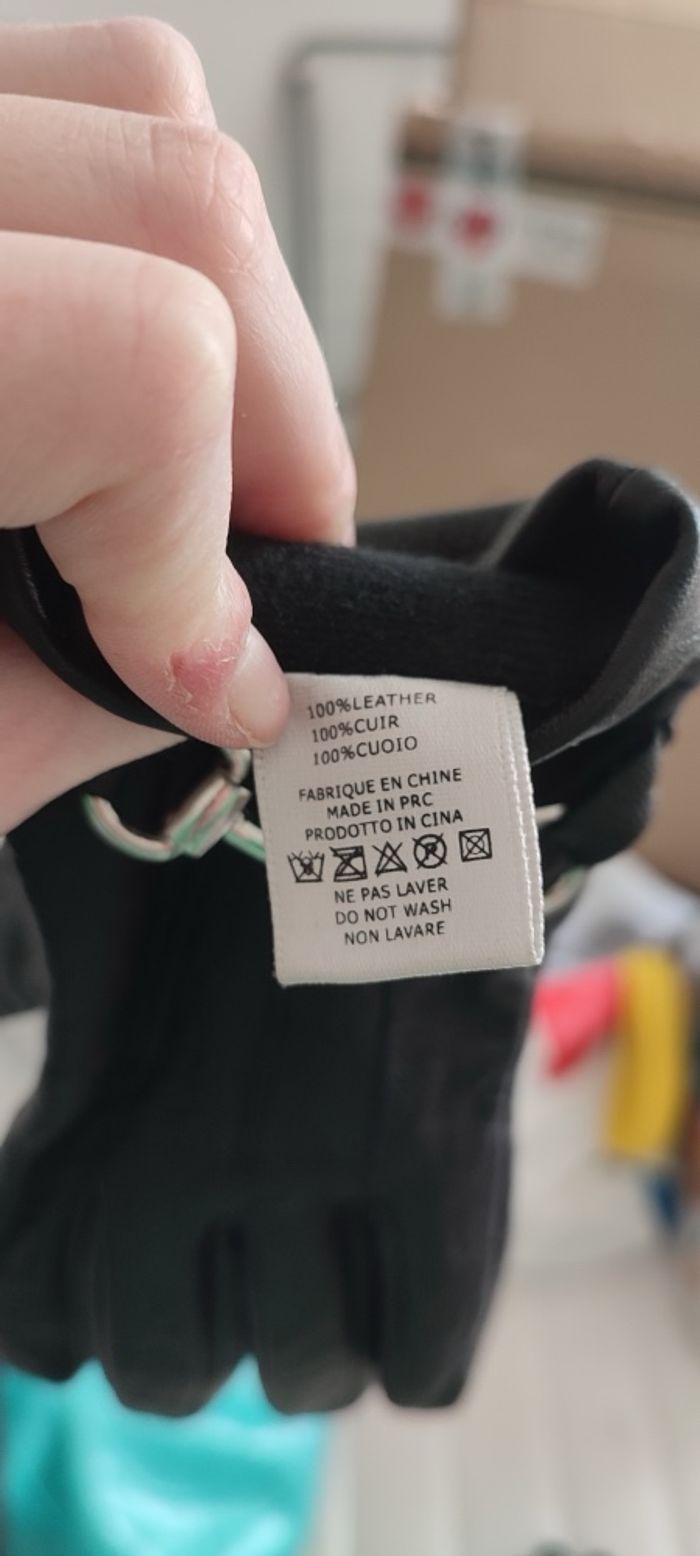 100%LEATHER
100%CUIR
100%CUOIO
FABRIQUE EN CHINE
MADE IN PRC
PRODOTTO IN CINA
NE PAS LAVER
DO NOT WASH
NON LAVARE